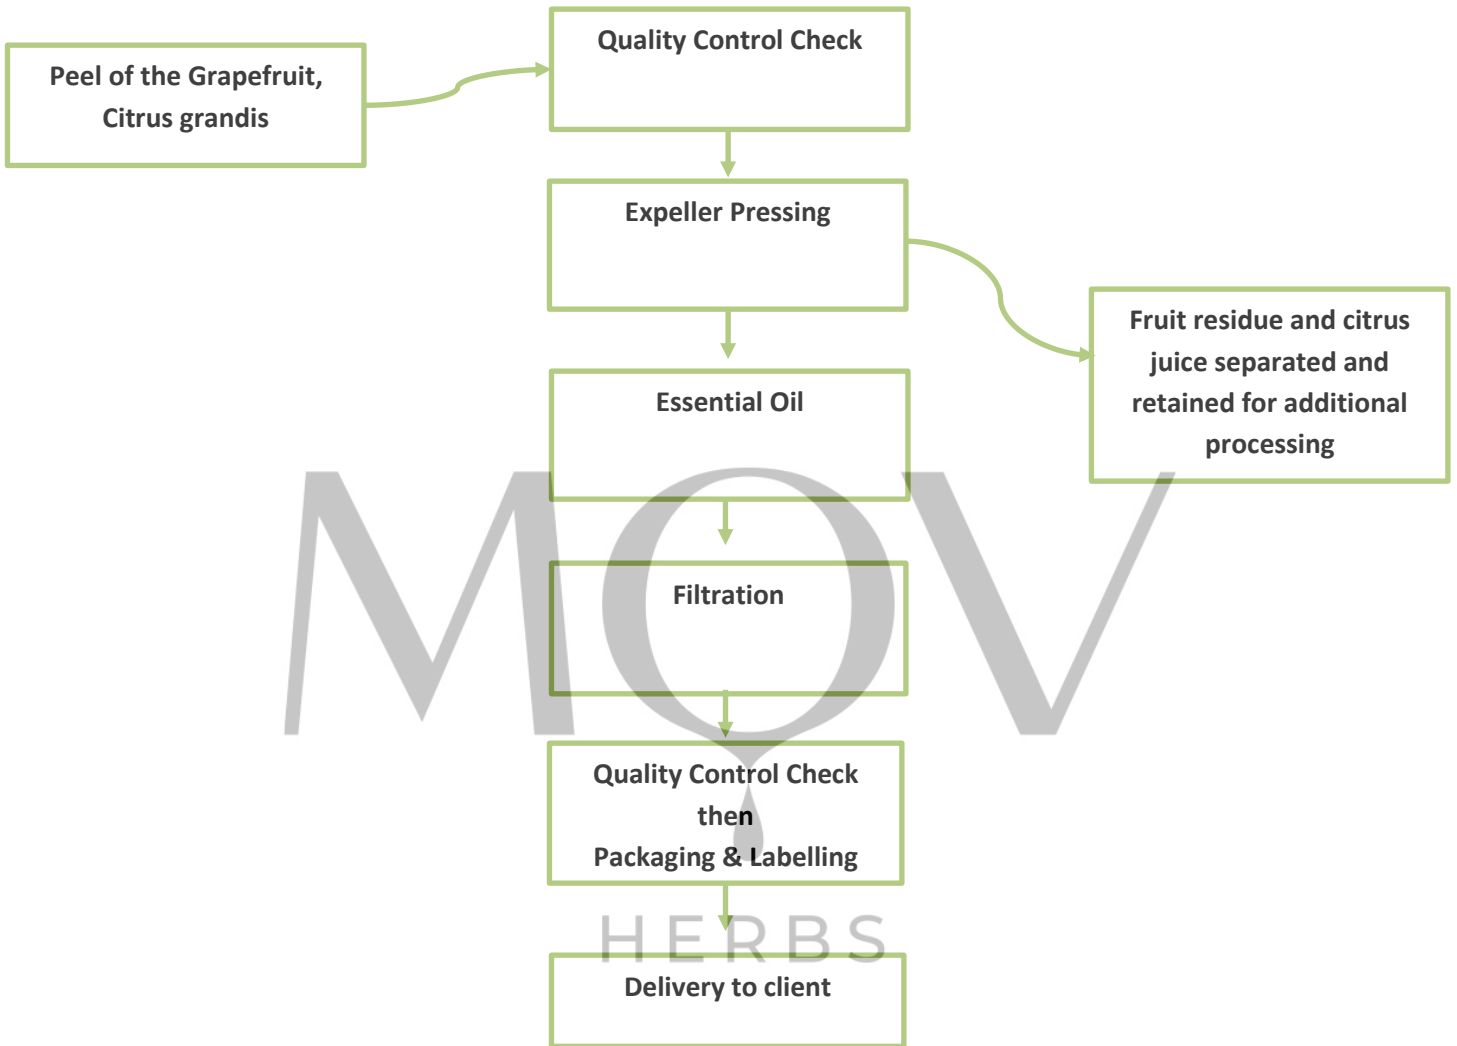 Peel of the Grapefruit,
Citrus grandis
Quality Control Check
Expeller Pressing
Fruit residue and citrus
juice separated and
retained for additional
processing
Essential Oil
Filtration
Quality Control Check
then
Packaging & Labelling
Delivery to client
MOV
HERBS